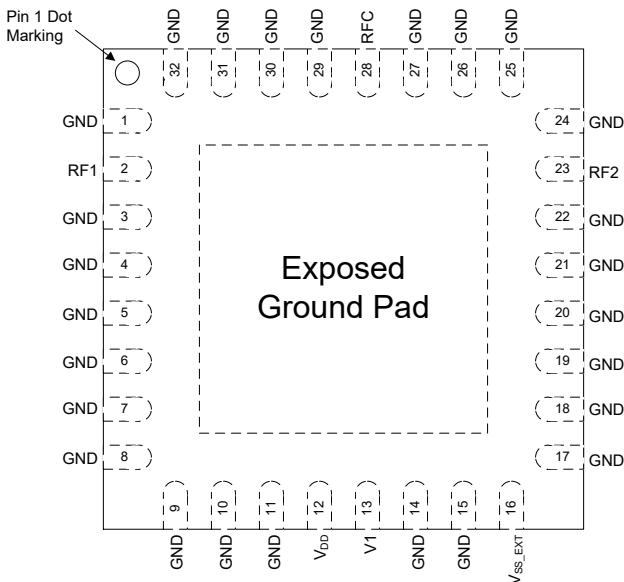 Pin 1 Dot
Marking
GND GND GND GND RFC GND GND GND
32 31 30 29 28 27 26 25
GND 1 24 GND
RF1 2 23 RF2
GND 3 22 GND
GND 4 21 GND
GND 5 20 GND
GND 6 19 GND
GND 7 18 GND
GND 8 17 GND
Exposed
Ground Pad
9 10 11 12 13 14 15 16
GND GND GND VDD V1 GND GND VSS_EXT